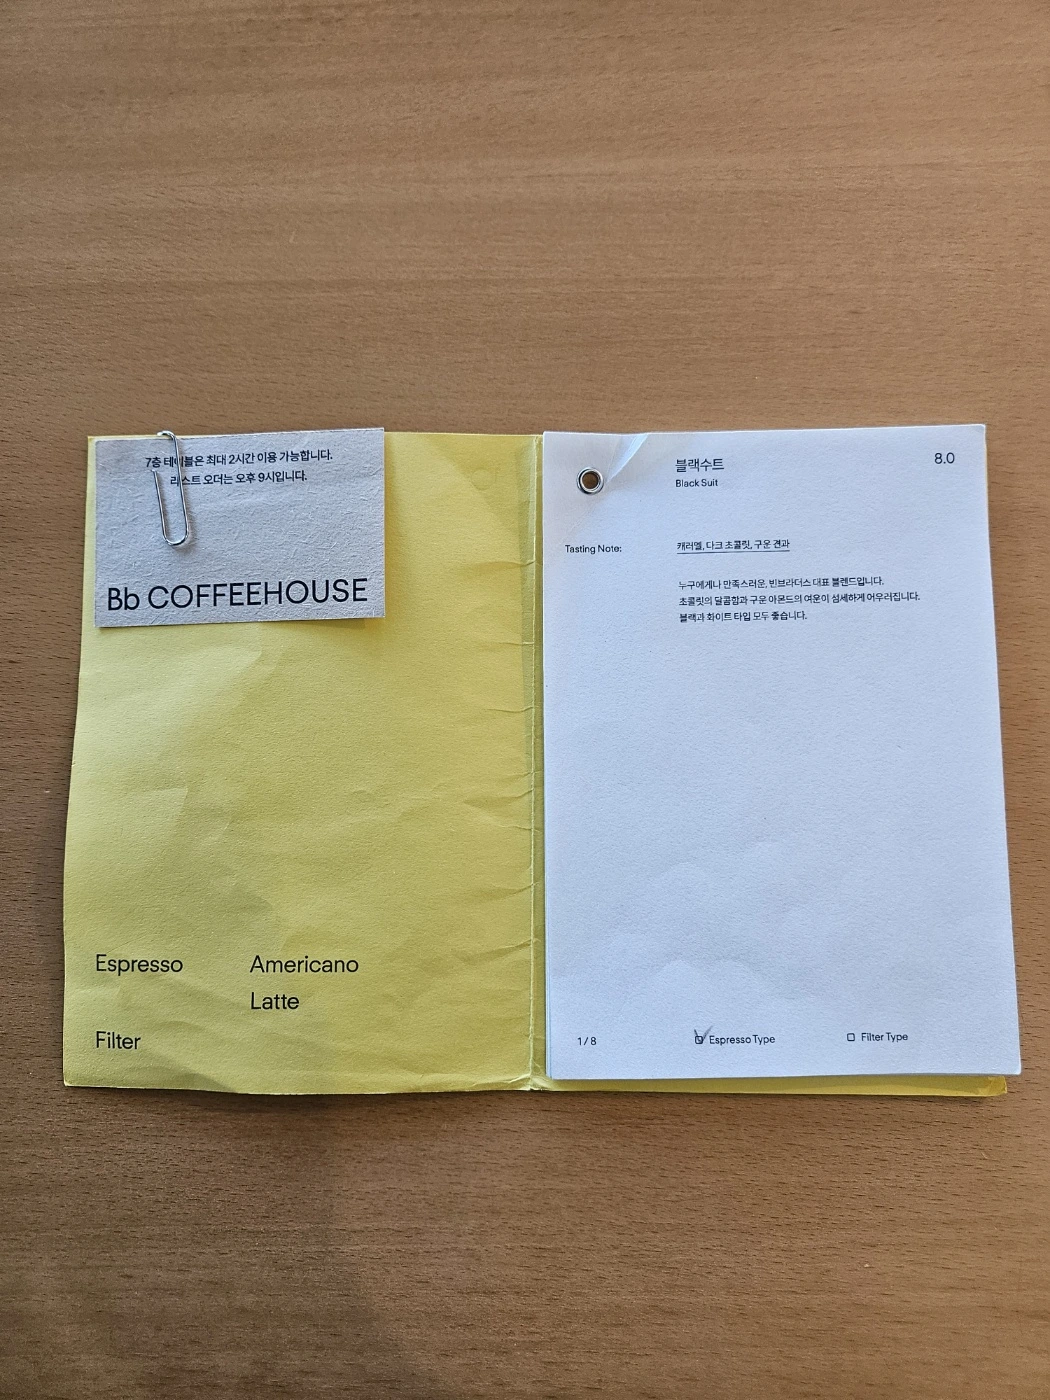 7층 테이블은 최대 2시간 이용 가능합니다.
라스트 오더는 오후 9시입니다.
Bb COFFEEHOUSE
Espresso
Americano
Latte
Filter
블랙수트
8.0
Black Suit
Tasting Note:
캐러멜, 다크 초콜릿, 구운 견과
누구에게나 만족스러운, 빈브라더스 대표 블렌드입니다.
초콜릿의 달콤함과 구운 아몬드의 여운이 섬세하게 어우러집니다.
블랙과 화이트 타입 모두 좋습니다.
1 / 8
Espresso Type
Filter Type